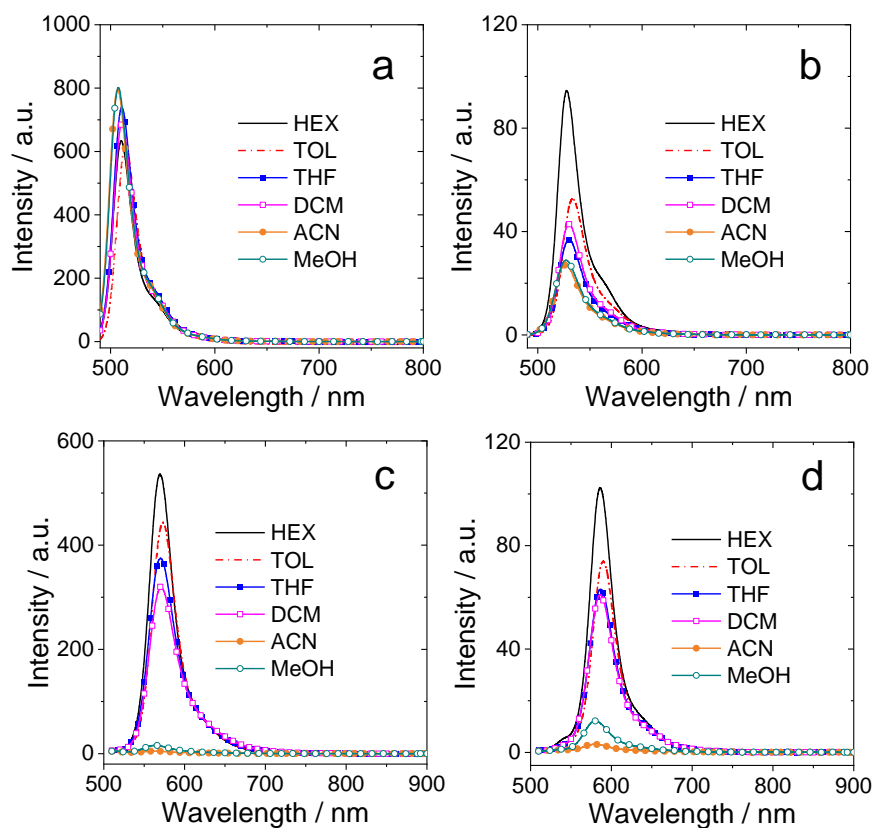 a
1000
800
600
400
200
0
Intensity / a.u.
HEX
TOL
THF
DCM
ACN
MeOH
500 600 700 800
Wavelength / nm
b
120
80
40
0
Intensity / a.u.
HEX
TOL
THF
DCM
ACN
MeOH
500 600 700 800
Wavelength / nm
c
600
400
200
0
Intensity / a.u.
HEX
TOL
THF
DCM
ACN
MeOH
500 600 700 800 900
Wavelength / nm
d
120
80
40
0
Intensity / a.u.
HEX
TOL
THF
DCM
ACN
MeOH
500 600 700 800 900
Wavelength / nm